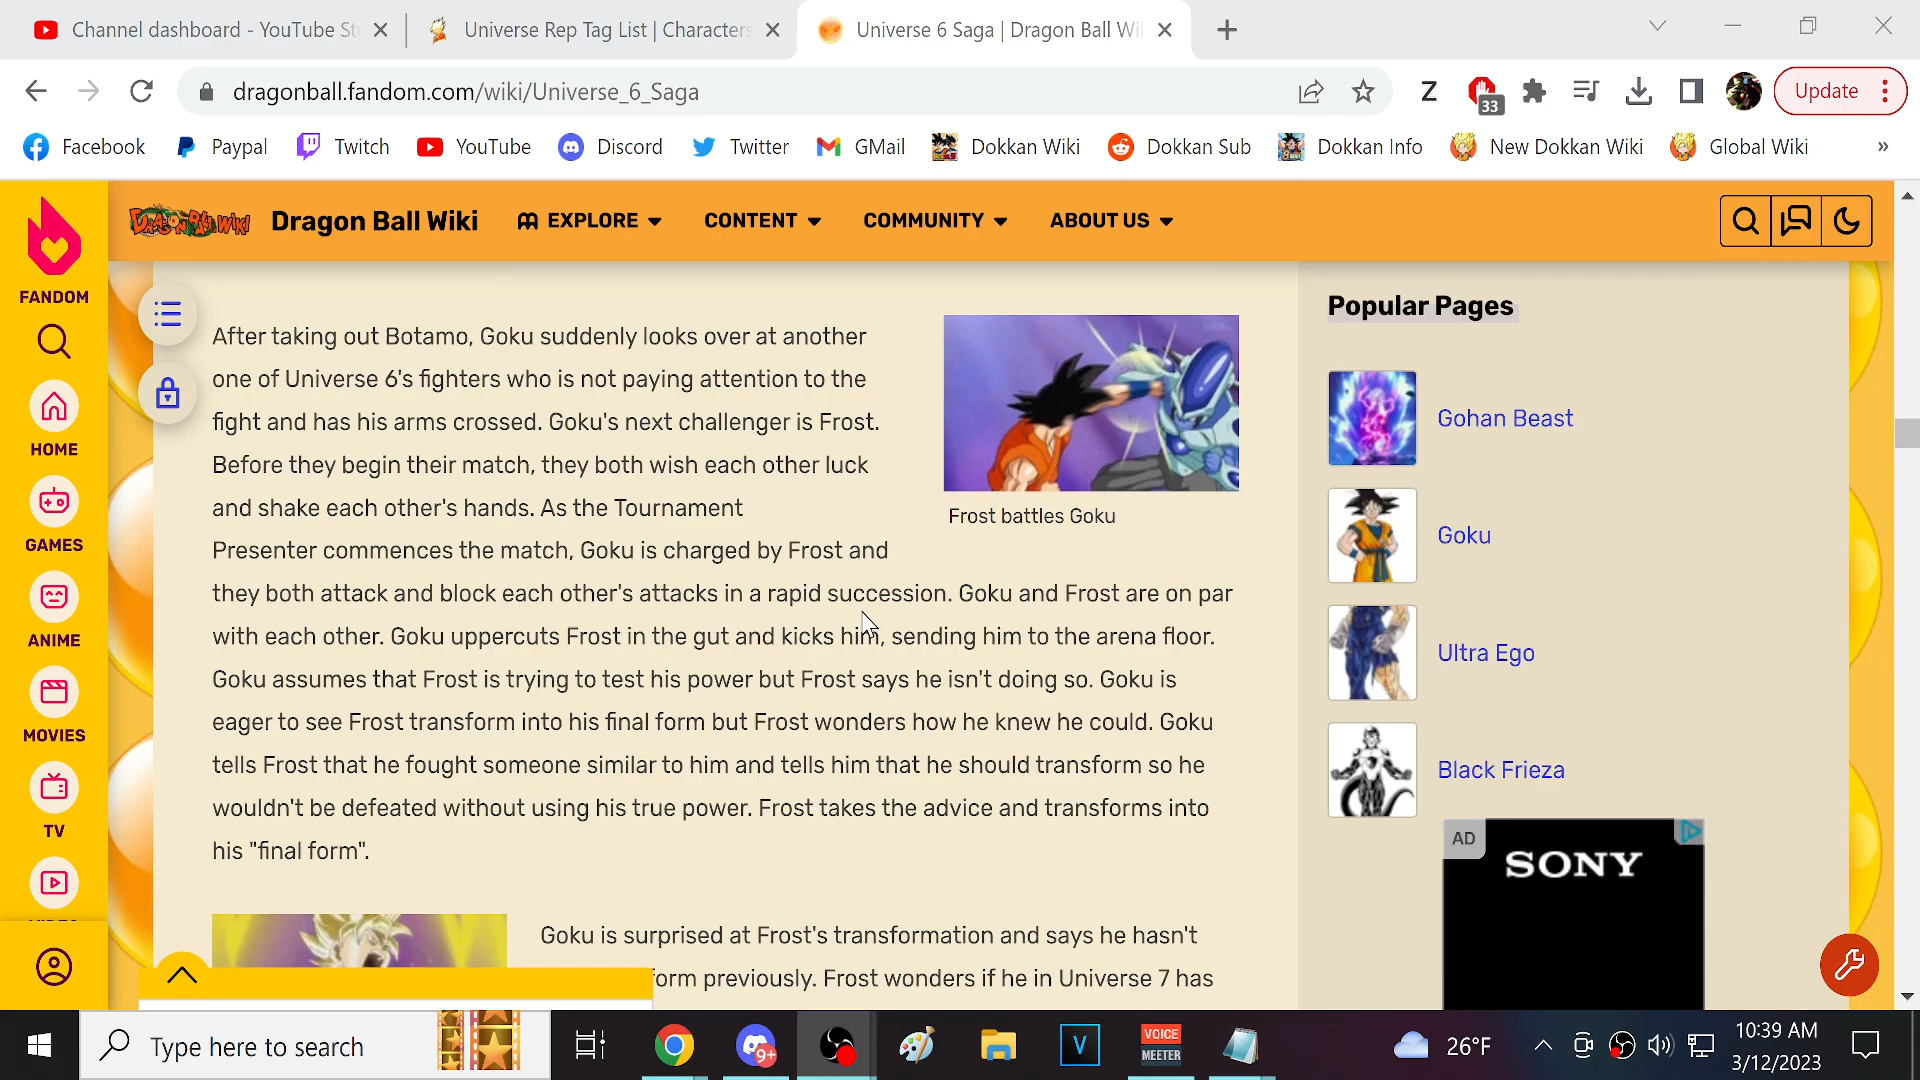 Channel dashboard - YouTube St
Universe Rep Tag List | Characters
Universe 6 Saga | Dragon Ball Wi
dragonball.fandom.com/wiki/Universe_6_Saga
Z
33
Update
Facebook
Paypal
Twitch
YouTube
Discord
Twitter
GMail
Dokkan Wiki
Dokkan Sub
Dokkan Info
New Dokkan Wiki
Global Wiki
»
DRAGON BALL WIKI
Dragon Ball Wiki
EXPLORE
CONTENT
COMMUNITY
ABOUT US
FANDOM
HOME
GAMES
ANIME
MOVIES
TV
After taking out Botamo, Goku suddenly looks over at another
one of Universe 6's fighters who is not paying attention to the
fight and has his arms crossed. Goku's next challenger is Frost.
Before they begin their match, they both wish each other luck
and shake each other's hands. As the Tournament
Presenter commences the match, Goku is charged by Frost and
they both attack and block each other's attacks in a rapid succession. Goku and Frost are on par
with each other. Goku uppercuts Frost in the gut and kicks him, sending him to the arena floor.
Goku assumes that Frost is trying to test his power but Frost says he isn't doing so. Goku is
eager to see Frost transform into his final form but Frost wonders how he knew he could. Goku
tells Frost that he fought someone similar to him and tells him that he should transform so he
wouldn't be defeated without using his true power. Frost takes the advice and transforms into
his "final form".
Frost battles Goku
Goku is surprised at Frost's transformation and says he hasn't
form previously. Frost wonders if he in Universe 7 has
Popular Pages
Gohan Beast
Goku
Ultra Ego
Black Frieza
AD
SONY
Type here to search
9+
V
VOICE
MEETER
26°F
10:39 AM
3/12/2023